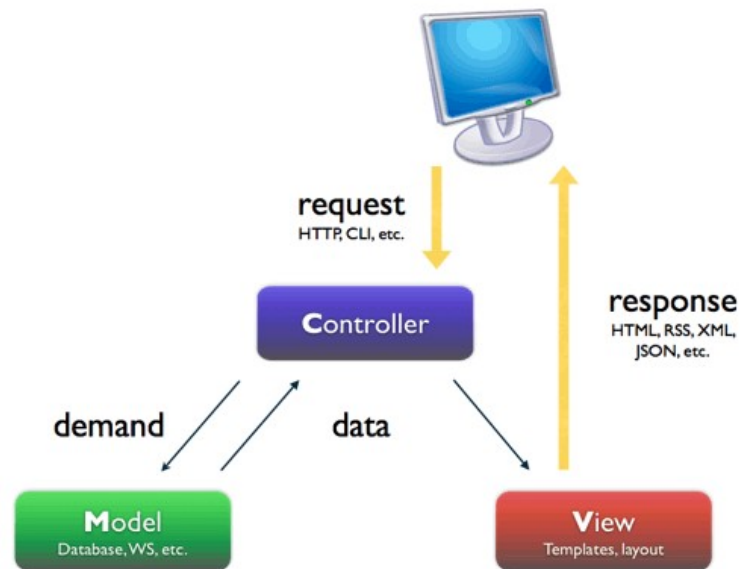 request
HTTP, CLI, etc.
Controller
response
HTML, RSS, XML,
JSON, etc.
demand
data
Model
Database, WS, etc.
View
Templates, layout